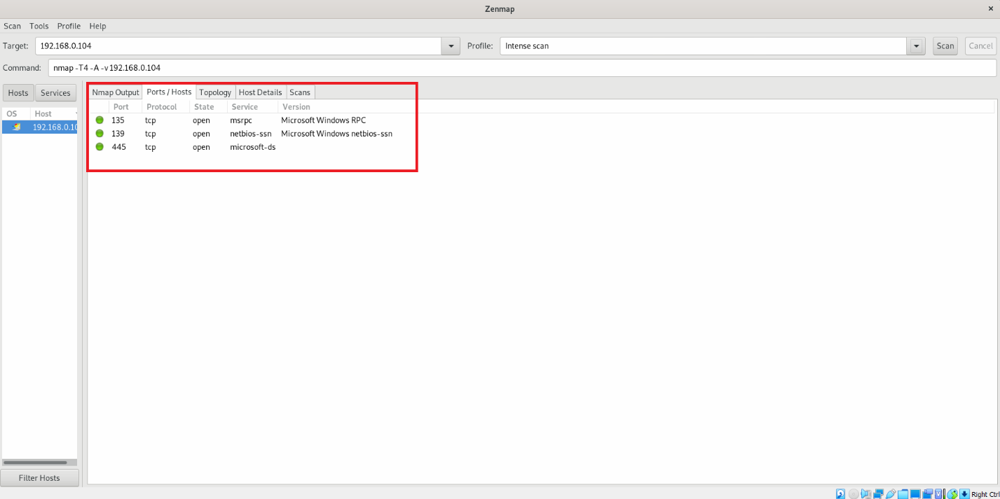 Zenmap
Scan Tools Profile Help
Target: 192.168.0.104 Profile: Intense scan Scan Cancel
Command: nmap -T4 -A -v 192.168.0.104
Hosts Services
OS Host
192.168.0.10
Nmap Output Ports / Hosts Topology Host Details Scans
Port Protocol State Service Version
135 tcp open msrpc Microsoft Windows RPC
139 tcp open netbios-ssn Microsoft Windows netbios-ssn
445 tcp open microsoft-ds
Filter Hosts
Right Ctrl